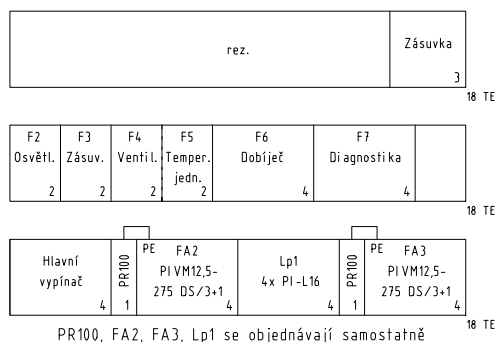 rez.
Zásuvka
3
18 TE
F2 F3 F4 F5 F6 F7
Osvětl. Zásuv. Ventil. Temper. Dobíječ Diagnostika
jedn.
2 2 2 2 4 4
18 TE
PE FA2 PE FA3
Hlavní PR100 PIVM12,5- Lp1 PR100 PIVM12,5-
vypínač 275 DS/3+1 4x PI-L16 275 DS/3+1
4 1 4 4 1 4
18 TE
PR100, FA2, FA3, Lp1 se objednávají samostatně